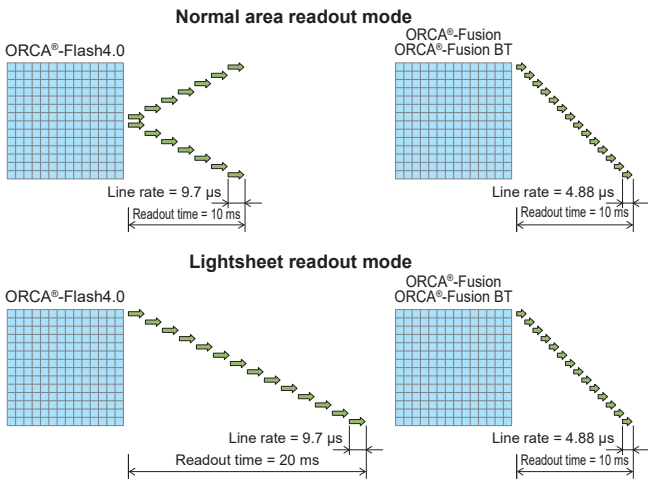 Normal area readout mode
ORCA®-Flash4.0
ORCA®-Fusion
ORCA®-Fusion BT
Line rate = 9.7 µs
Readout time = 10 ms
Line rate = 4.88 µs
Readout time = 10 ms
Lightsheet readout mode
ORCA®-Flash4.0
ORCA®-Fusion
ORCA®-Fusion BT
Line rate = 9.7 µs
Readout time = 20 ms
Line rate = 4.88 µs
Readout time = 10 ms